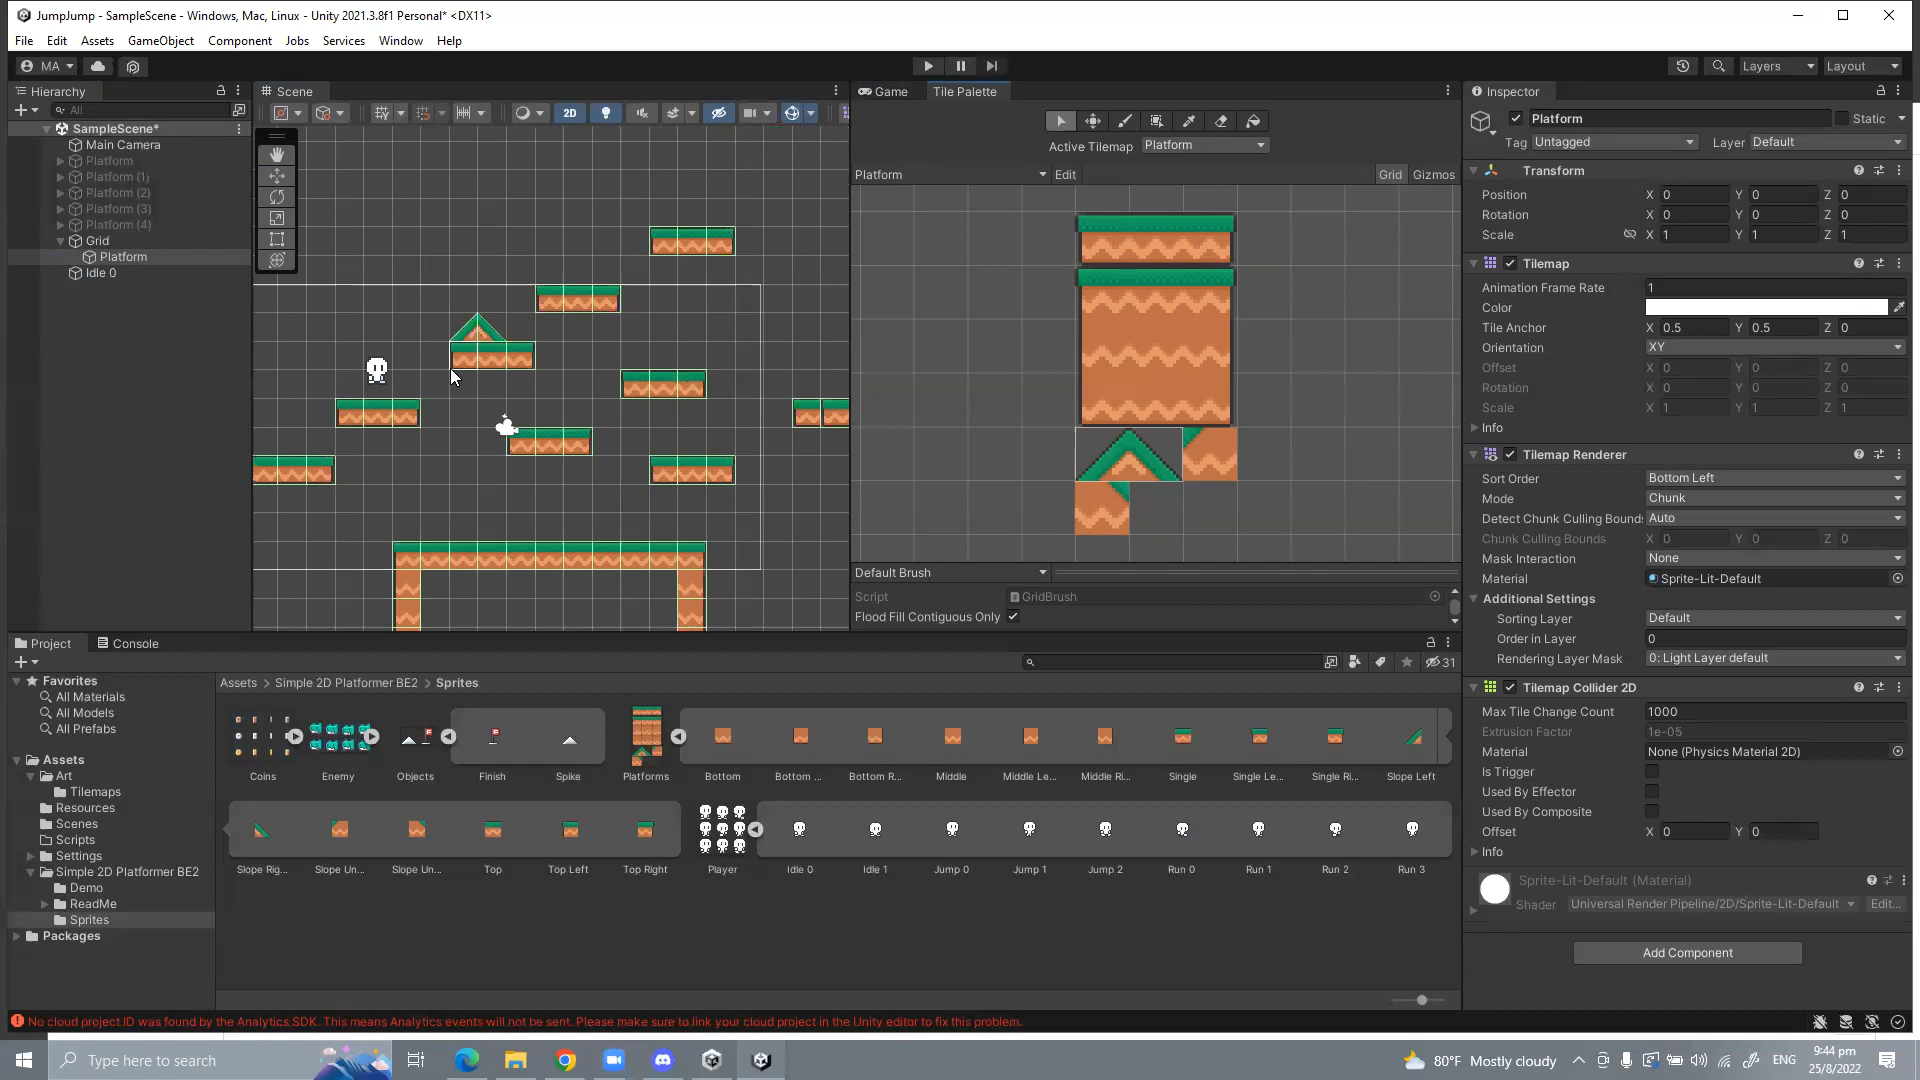 JumpJump - SampleScene - Windows, Mac, Linux - Unity 2021.3.8f1 Personal* <DX11>
File Edit Assets GameObject Component Jobs Services Window Help
MA Layers Layout
Hierarchy
All
SampleScene*
Main Camera
Platform
Platform (1)
Platform (2)
Platform (3)
Platform (4)
Grid
Platform
Idle 0
Scene
2D
Game Tile Palette
Active Tilemap Platform
Platform Edit Grid Gizmos
Default Brush
Script GridBrush
Flood Fill Contiguous Only
Inspector
Platform Static
Tag Untagged Layer Default
Transform
Position X 0 Y 0 Z 0
Rotation X 0 Y 0 Z 0
Scale X 1 Y 1 Z 1
Tilemap
Animation Frame Rate 1
Color
Tile Anchor X 0.5 Y 0.5 Z 0
Orientation XY
Offset X 0 Y 0 Z 0
Rotation X 0 Y 0 Z 0
Scale X 1 Y 1 Z 1
Info
Tilemap Renderer
Sort Order Bottom Left
Mode Chunk
Detect Chunk Culling Bounds Auto
Chunk Culling Bounds X 0 Y 0 Z 0
Mask Interaction None
Material Sprite-Lit-Default
Additional Settings
Sorting Layer Default
Order in Layer 0
Rendering Layer Mask 0: Light Layer default
Tilemap Collider 2D
Max Tile Change Count 1000
Extrusion Factor 1e-05
Material None (Physics Material 2D)
Is Trigger
Used By Effector
Used By Composite
Offset X 0 Y 0
Info
Sprite-Lit-Default (Material)
Shader Universal Render Pipeline/2D/Sprite-Lit-Default Edit...
Add Component
Project Console
31
Favorites
All Materials
All Models
All Prefabs
Assets
Art
Tilemaps
Resources
Scenes
Scripts
Settings
Simple 2D Platformer BE2
Demo
ReadMe
Sprites
Packages
Assets Simple 2D Platformer BE2 Sprites
Coins Enemy Objects Finish Spike Platforms Bottom Bottom ... Bottom R... Middle Middle Le... Middle Ri... Single Single Le... Single Ri... Slope Left
Slope Rig... Slope Un... Slope Un... Top Top Left Top Right Player Idle 0 Idle 1 Jump 0 Jump 1 Jump 2 Run 0 Run 1 Run 2 Run 3
No cloud project ID was found by the Analytics SDK. This means Analytics events will not be sent. Please make sure to link your cloud project in the Unity editor to fix this problem.
Type here to search
80°F Mostly cloudy ENG
9:44 pm
25/8/2022